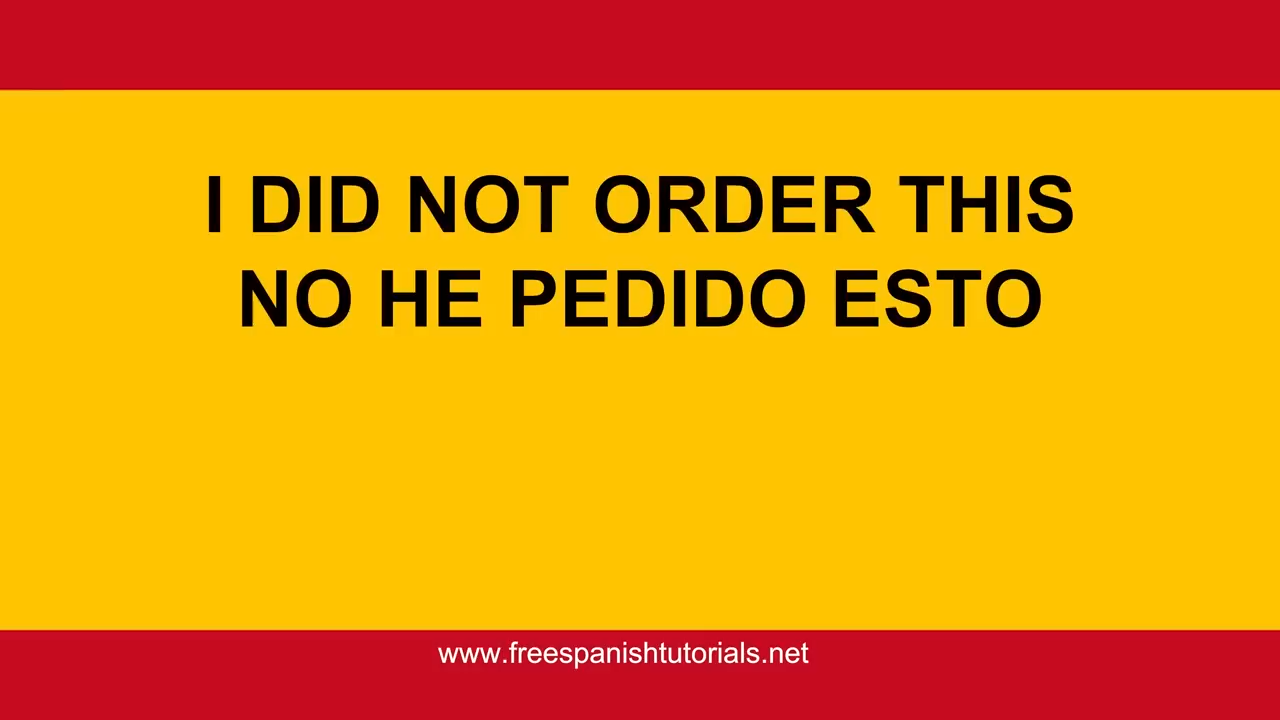 I DID NOT ORDER THIS
NO HE PEDIDO ESTO
www.freespanishtutorials.net